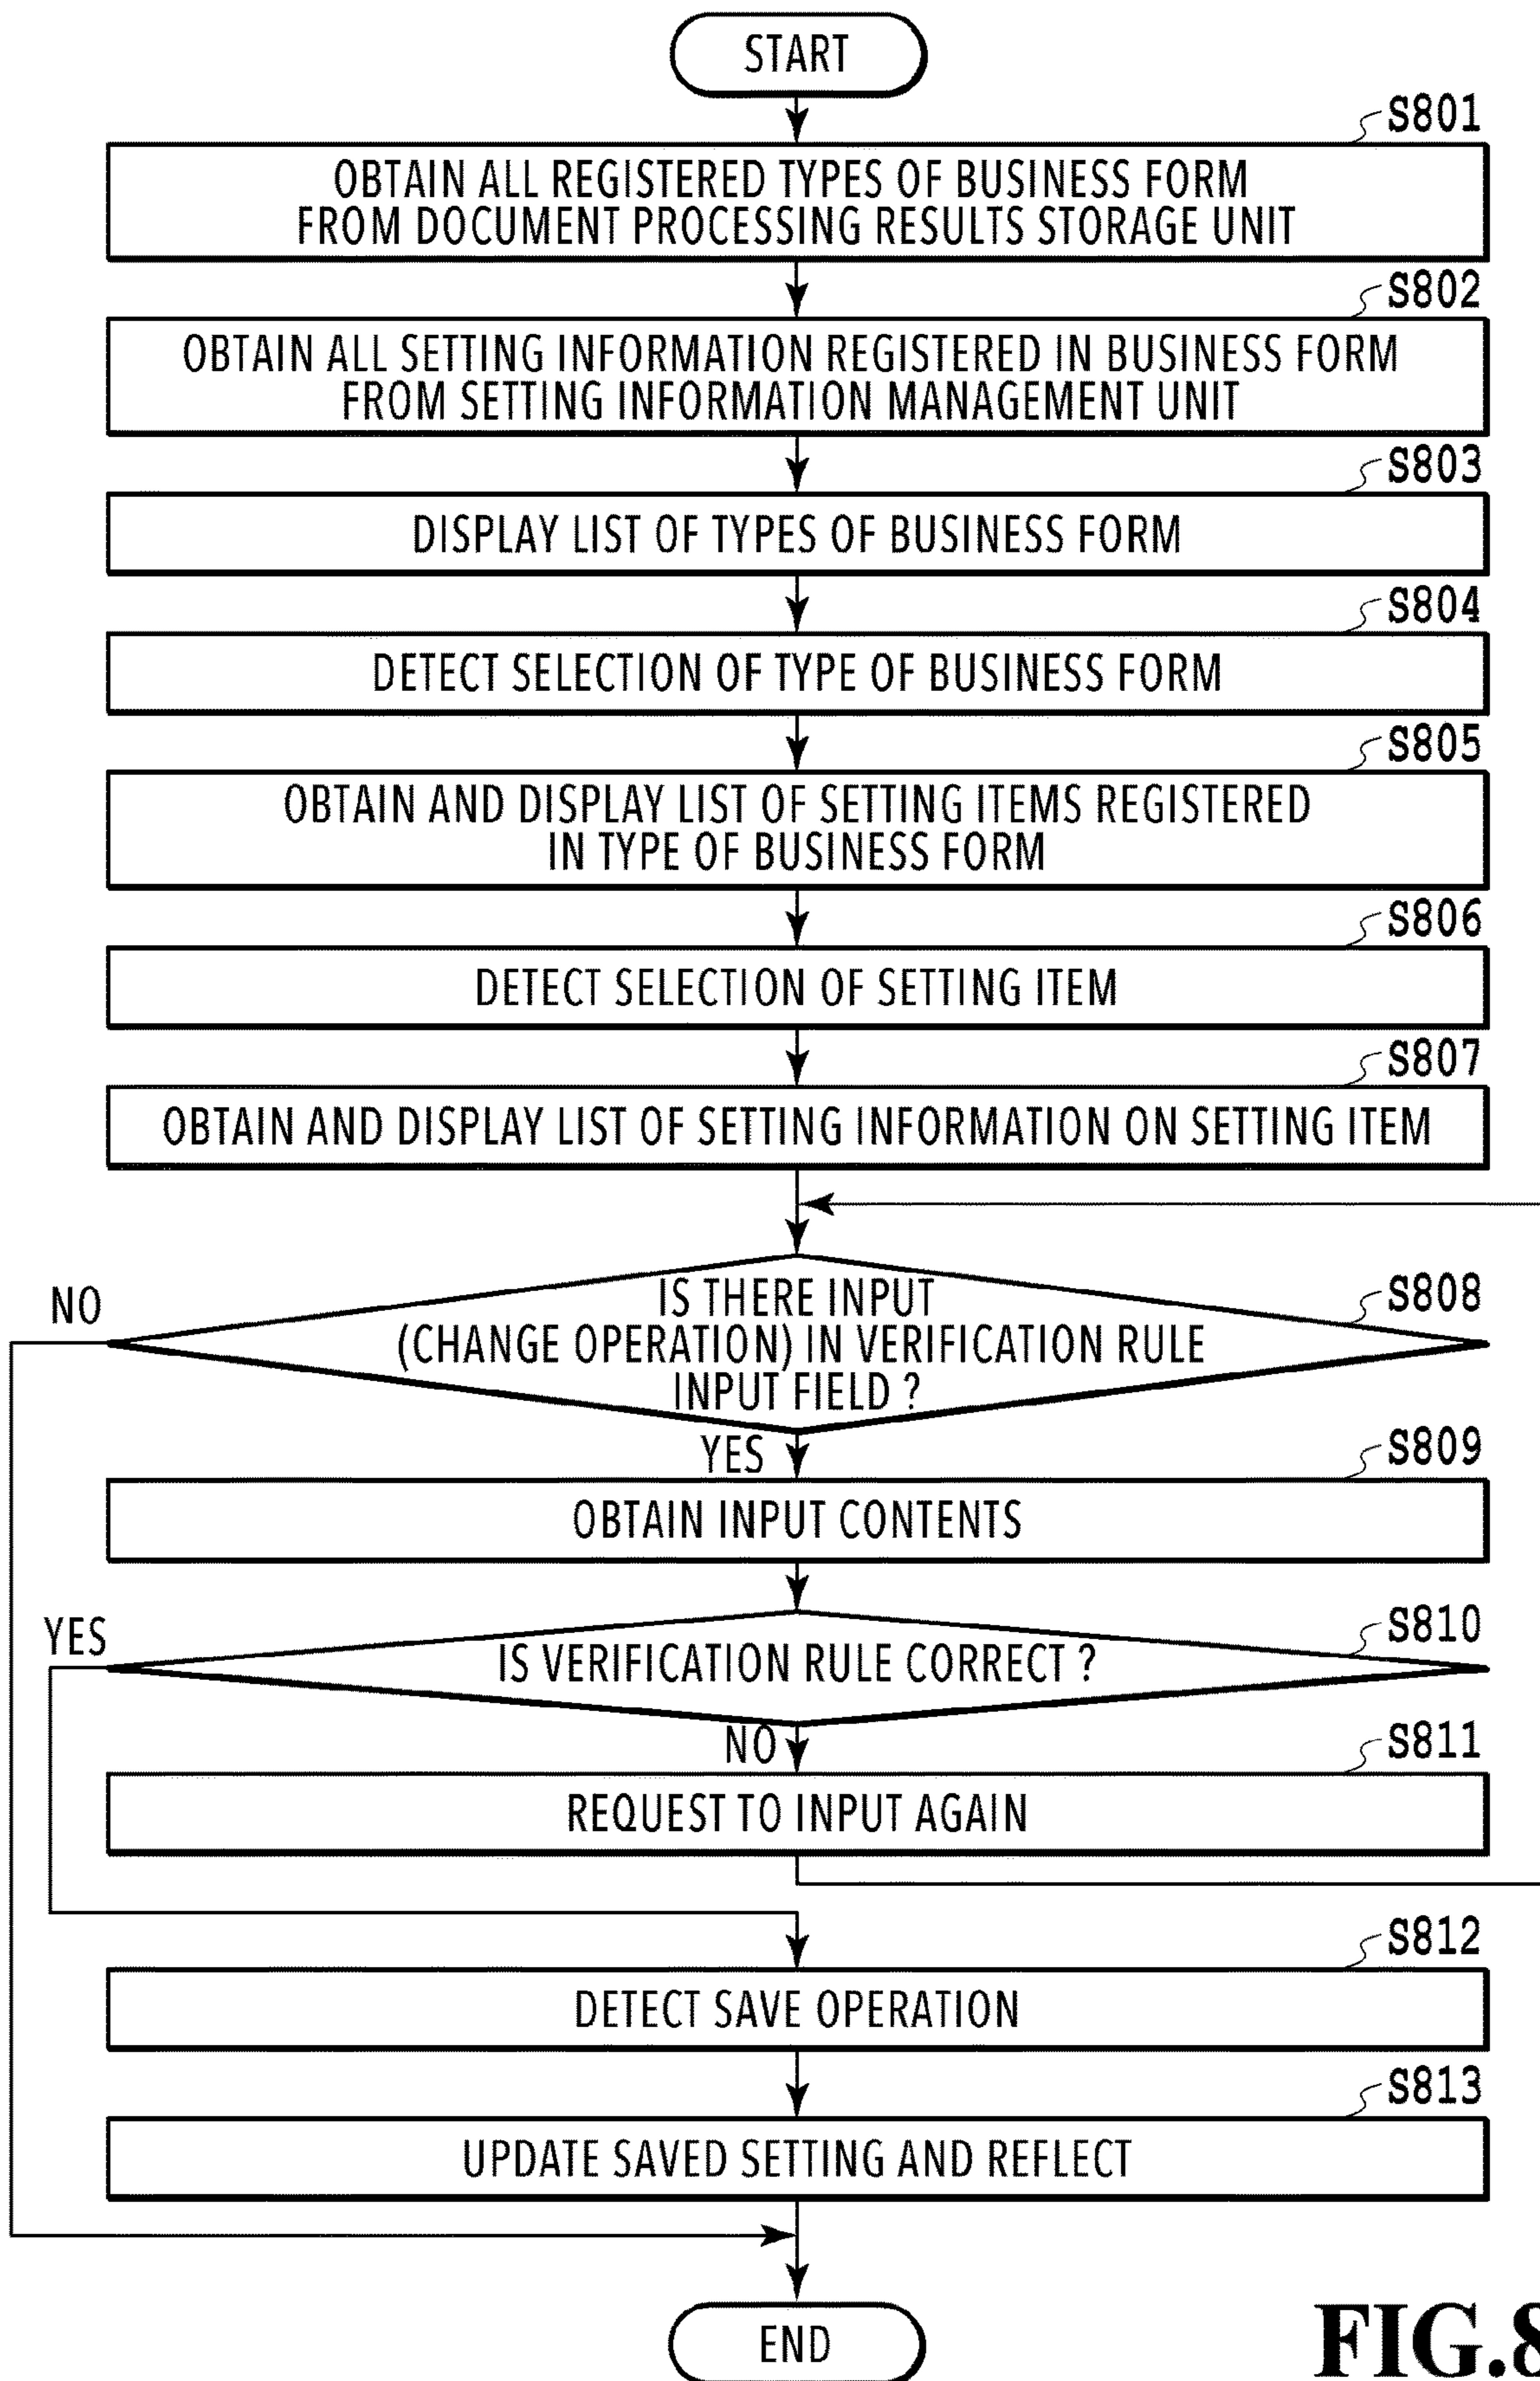 START
S801
OBTAIN ALL REGISTERED TYPES OF BUSINESS FORM
FROM DOCUMENT PROCESSING RESULTS STORAGE UNIT
S802
OBTAIN ALL SETTING INFORMATION REGISTERED IN BUSINESS FORM
FROM SETTING INFORMATION MANAGEMENT UNIT
S803
DISPLAY LIST OF TYPES OF BUSINESS FORM
S804
DETECT SELECTION OF TYPE OF BUSINESS FORM
S805
OBTAIN AND DISPLAY LIST OF SETTING ITEMS REGISTERED
IN TYPE OF BUSINESS FORM
S806
DETECT SELECTION OF SETTING ITEM
S807
OBTAIN AND DISPLAY LIST OF SETTING INFORMATION ON SETTING ITEM
S808
NO
IS THERE INPUT
(CHANGE OPERATION) IN VERIFICATION RULE
INPUT FIELD ?
YES
S809
OBTAIN INPUT CONTENTS
S810
YES
IS VERIFICATION RULE CORRECT ?
NO
S811
REQUEST TO INPUT AGAIN
S812
DETECT SAVE OPERATION
S813
UPDATE SAVED SETTING AND REFLECT
END
FIG.8